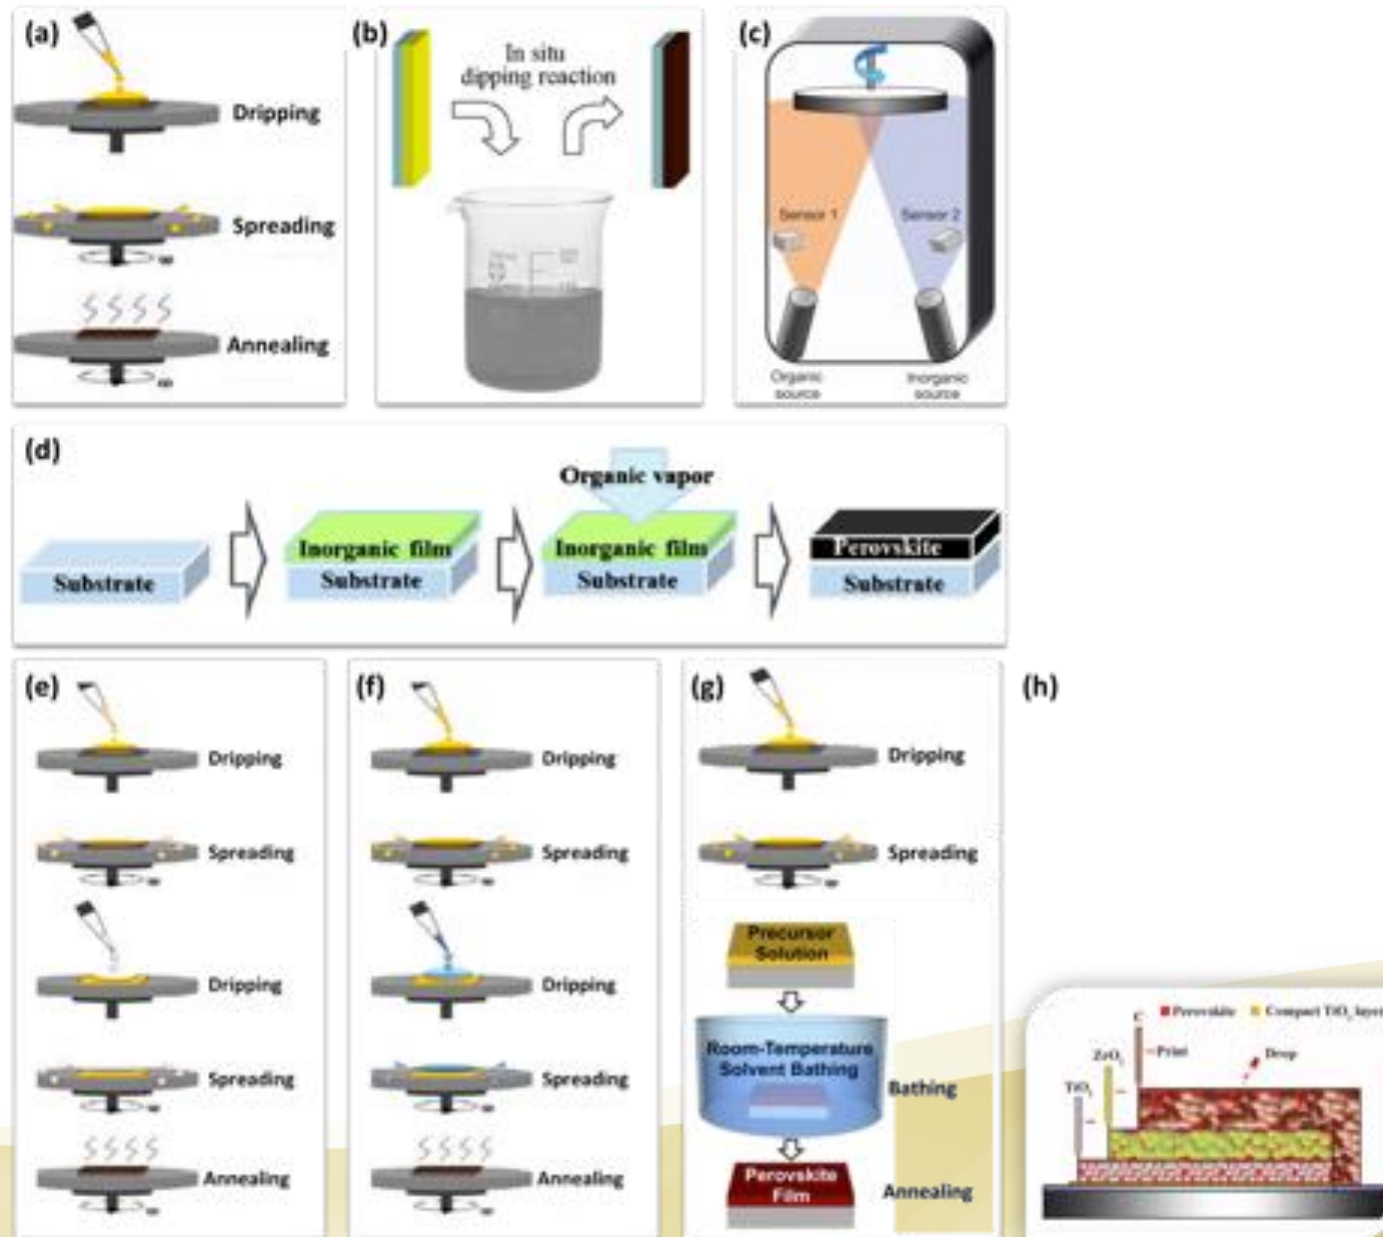 (a)
Dripping
Spreading
Annealing
(b)
In situ
dipping reaction
(c)
Sensor 1
Sensor 2
Organic
source
Inorganic
source
(d)
Substrate
Inorganic film
Substrate
Organic vapor
Inorganic film
Substrate
Perovskite
Substrate
(e)
Dripping
Spreading
Dripping
Spreading
Annealing
(f)
Dripping
Spreading
Dripping
Spreading
Annealing
(g)
Dripping
Spreading
Precursor
Solution
Room-Temperature
Solvent Bathing
Bathing
Perovskite
Film
Annealing
(h)
Perovskite
Compact TiO₂ layer
C
Print
Drop
ZrO₂
TiO₂